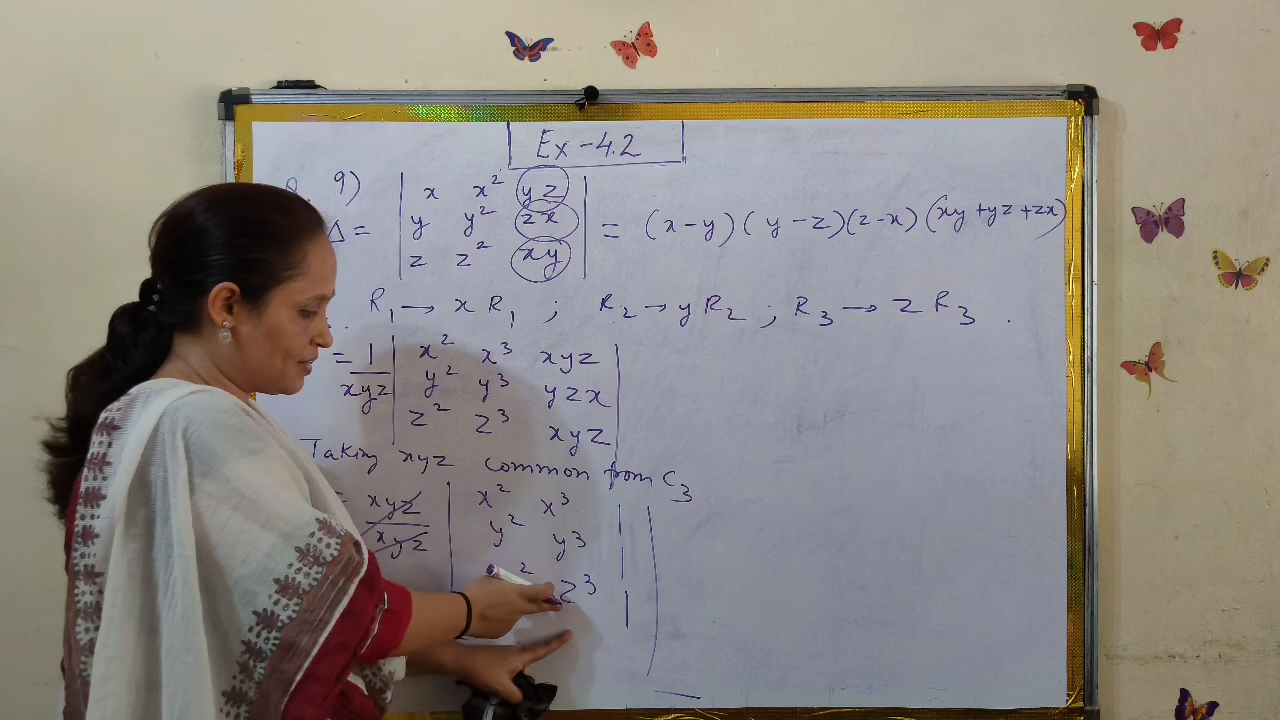 Ex-4.2
9)
Δ = | x x² yz |
| y y² zx | = (x-y)(y-z)(z-x)(xy+yz+zx)
| z z² xy |
R₁ → x R₁ ; R₂ → y R₂ ; R₃ → z R₃ .
= 1/xyz | x² x³ xyz |
| y² y³ yzx |
| z² z³ xyz |
Taking xyz common from C₃
= xyz/xyz | x² x³ 1 |
| y² y³ 1 |
| ² z³ 1 |